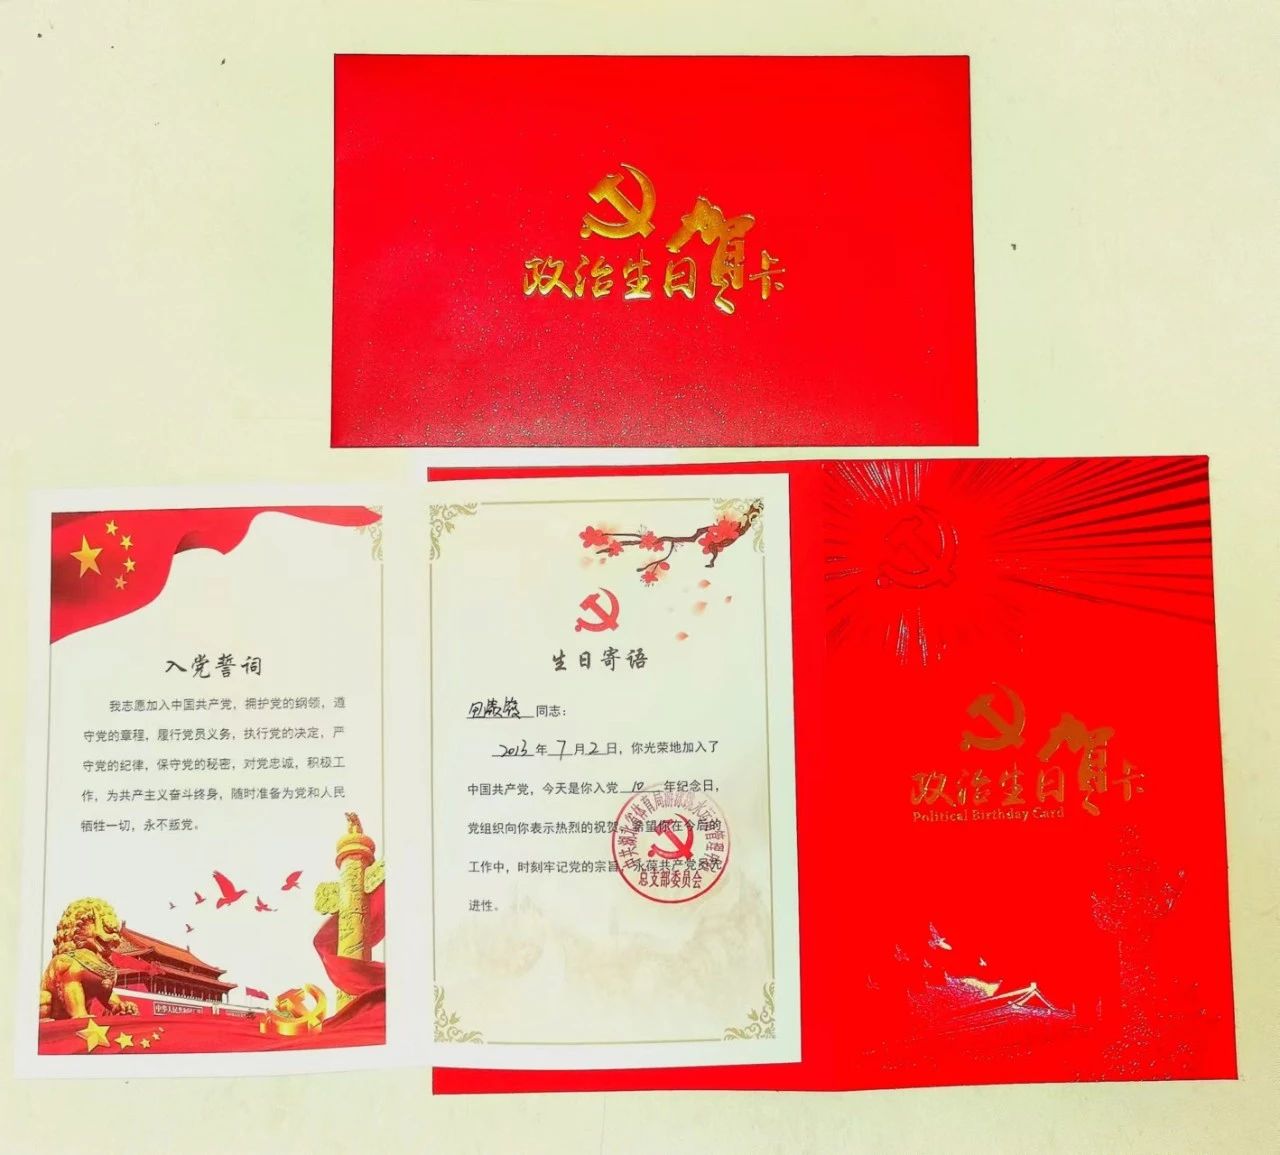 政治生日贺卡
入党誓词
我志愿加入中国共产党，拥护党的纲领，遵
守党的章程，履行党员义务，执行党的决定，严
守党的纪律，保守党的秘密，对党忠诚，积极工
作，为共产主义奋斗终身，随时准备为党和人民
牺牲一切，永不叛党。
生日寄语
同志：
2013年7月2日，你光荣地加入了
中国共产党，今天是你入党10年纪念日，
党组织向你表示热烈的祝贺，希望你在今后的
工作中，时刻牢记党的宗旨，永葆共产党员先
进性。
总支部委员会
政治生日贺卡
Political Birthday Card